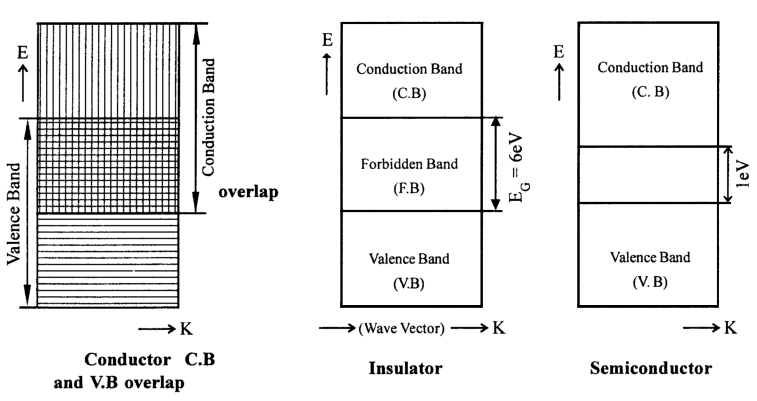 E
Valence Band
Conduction Band
overlap
K
Conductor C.B
and V.B overlap
E
Conduction Band
(C.B)
Forbidden Band
(F.B)
E_G = 6eV
Valence Band
(V.B)
(Wave Vector)
K
Insulator
E
Conduction Band
(C. B)
1eV
Valence Band
(V. B)
K
Semiconductor